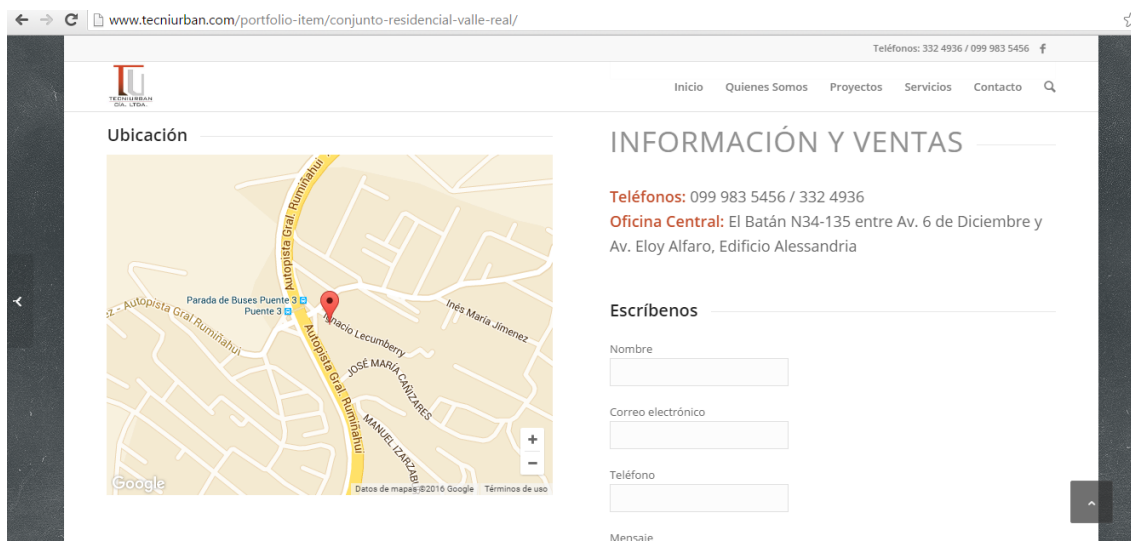 www.tecniurban.com/portfolio-item/conjunto-residencial-valle-real/
Teléfonos: 332 4936 / 099 983 5456
TU
TECNIURBAN
CIA. LTDA.
Inicio Quienes Somos Proyectos Servicios Contacto
Ubicación
Autopista Gral. Rumiñahui
Parada de Buses Puente 3
Puente 3
Autopista Gral Rumiñahui
Ignacio Lecumberry
Inés María Jimenez
JOSÉ MARÍA CAÑIZARES
Autopista Gral. Rumiñahui
MANUEL IZARZAB
+
−
Google
Datos de mapas ©2016 Google Términos de uso
INFORMACIÓN Y VENTAS
Teléfonos: 099 983 5456 / 332 4936
Oficina Central: El Batán N34-135 entre Av. 6 de Diciembre y
Av. Eloy Alfaro, Edificio Alessandria
Escríbenos
Nombre
Correo electrónico
Teléfono
Mensaje